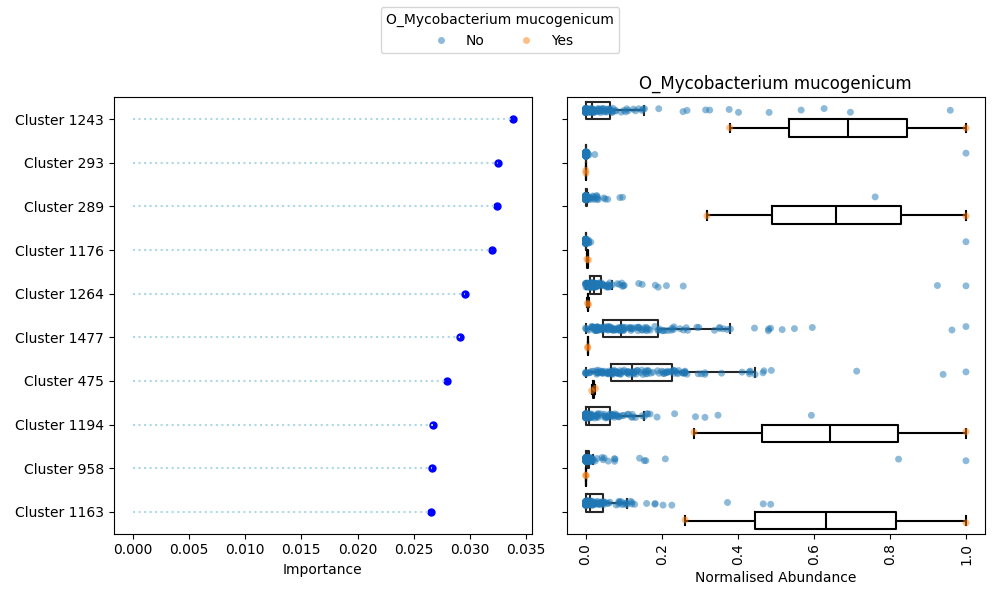 O_Mycobacterium mucogenicum
No Yes
O_Mycobacterium mucogenicum
Cluster 1243
Cluster 293
Cluster 289
Cluster 1176
Cluster 1264
Cluster 1477
Cluster 475
Cluster 1194
Cluster 958
Cluster 1163
0.000 0.005 0.010 0.015 0.020 0.025 0.030 0.035
Importance
0.0 0.2 0.4 0.6 0.8 1.0
Normalised Abundance